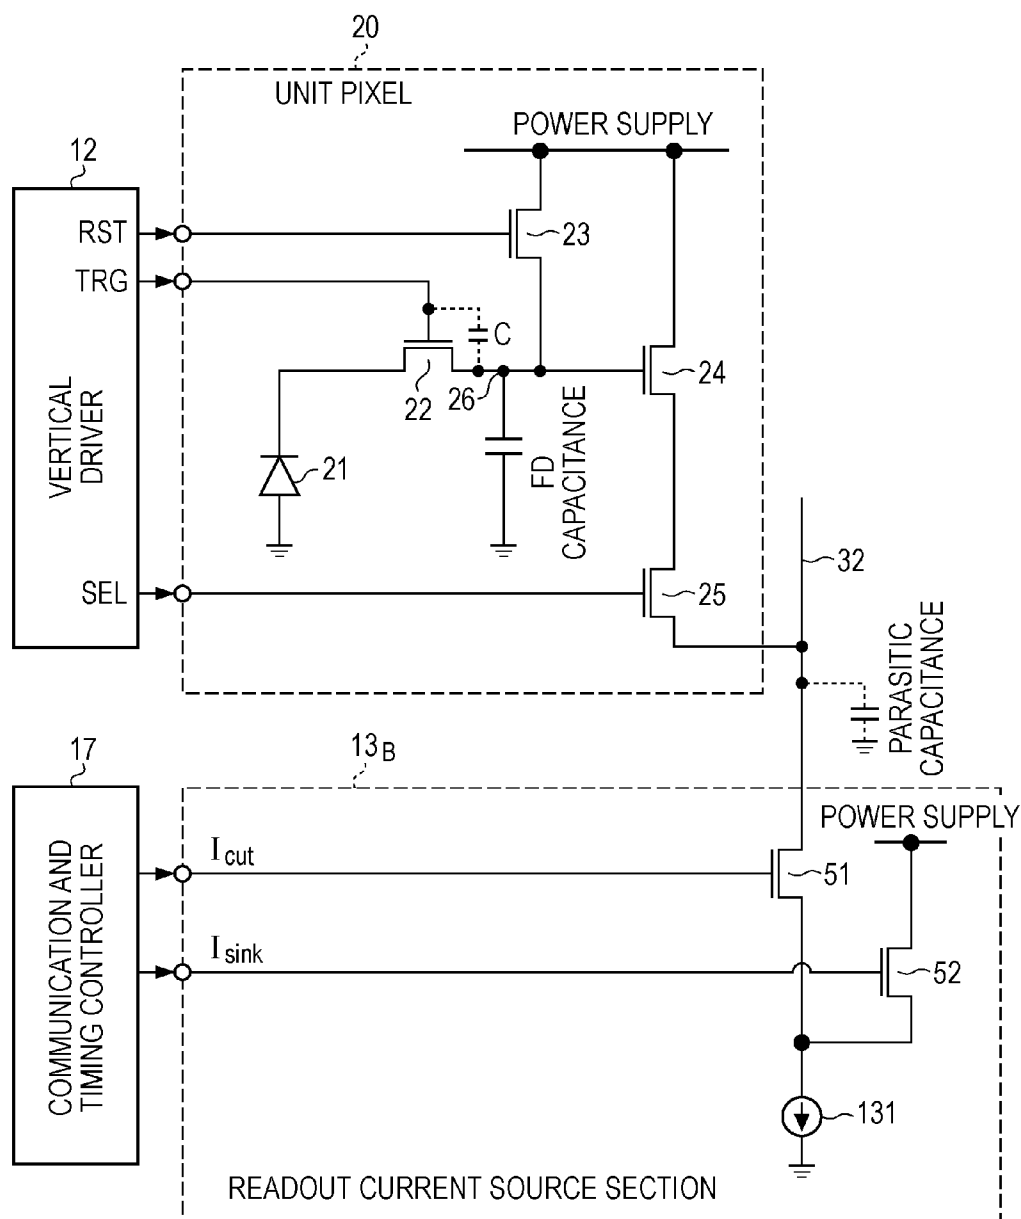 20
UNIT PIXEL
POWER SUPPLY
12
RST
23
TRG
C
24
22
26
VERTICAL
DRIVER
21
FD
CAPACITANCE
32
SEL
25
PARASITIC
CAPACITANCE
17
13B
POWER SUPPLY
COMMUNICATION AND
TIMING CONTROLLER
Icut
51
Isink
52
131
READOUT CURRENT SOURCE SECTION